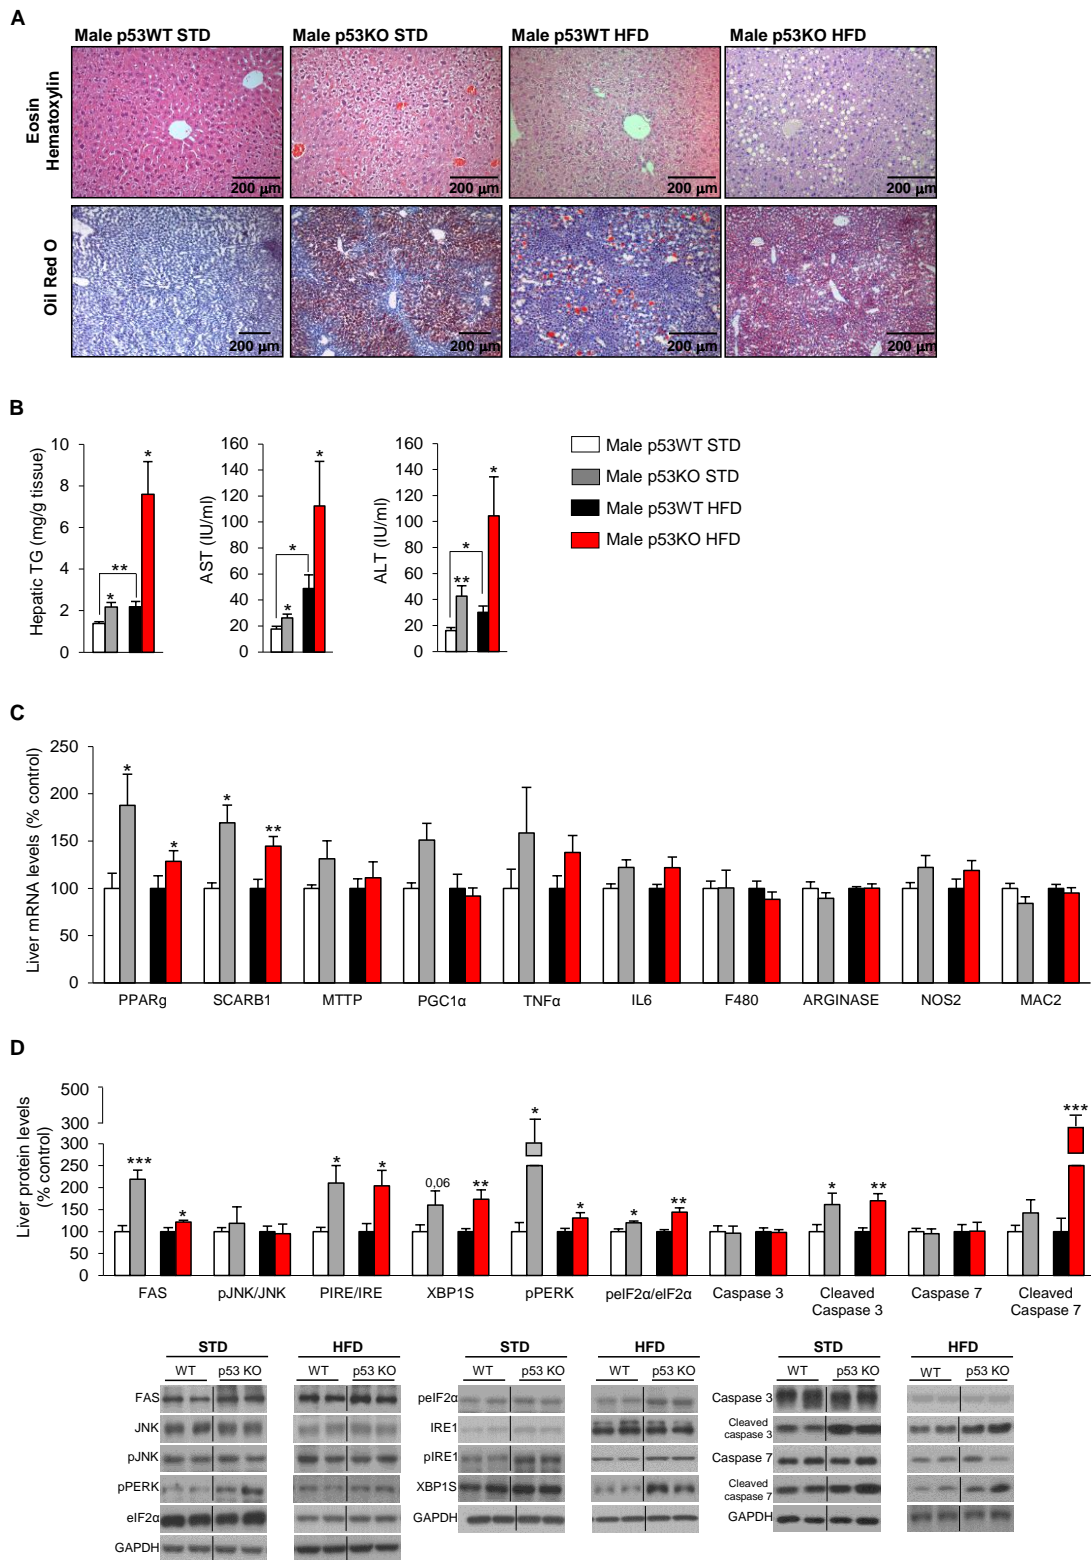 A
Male p53WT STD
Male p53KO STD
Male p53WT HFD
Male p53KO HFD
Eosin
Hematoxylin
200 µm
200 µm
200 µm
200 µm
Oil Red O
200 µm
200 µm
200 µm
200 µm
B
Hepatic TG (mg/g tissue)
10
8
6
4
2
0
*
**
*
AST (IU/ml)
160
140
120
100
80
60
40
20
0
*
*
*
ALT (IU/ml)
160
140
120
100
80
60
40
20
0
**
*
*
Male p53WT STD
Male p53KO STD
Male p53WT HFD
Male p53KO HFD
C
Liver mRNA levels (% control)
250
200
150
100
50
0
* * * **
PPARg SCARB1 MTTP PGC1α TNFα IL6 F480 ARGINASE NOS2 MAC2
D
Liver protein levels
(% control)
500
300
300
250
200
150
100
50
0
*** * * * 0,06 ** * * * ** * ** ***
FAS pJNK/JNK PIRE/IRE XBP1S pPERK peIF2α/eIF2α Caspase 3 Cleaved Caspase 7 Cleaved
Caspase 3 Caspase 7
STD HFD
WT p53 KO WT p53 KO
FAS
JNK
pJNK
pPERK
eIF2α
GAPDH
STD HFD
WT p53 KO WT p53 KO
peIF2α
IRE1
pIRE1
XBP1S
GAPDH
STD HFD
WT p53 KO WT p53 KO
Caspase 3
Cleaved
caspase 3
Caspase 7
Cleaved
caspase 7
GAPDH